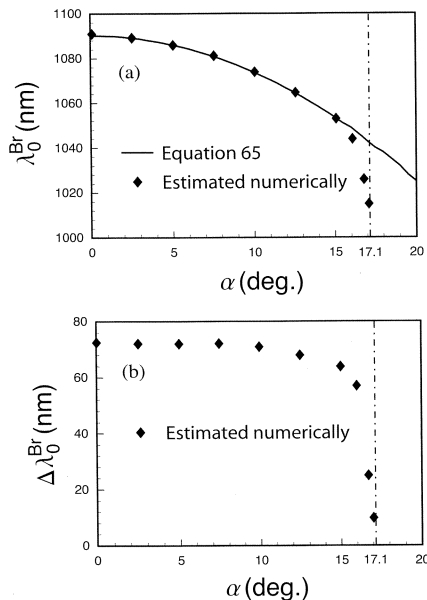 1100
1080
1060
1040
1020
1000
λ₀ᴮʳ (nm)
(a)
Equation 65
Estimated numerically
0 5 10 15 17.1 20
α (deg.)
80
60
40
20
0
Δλ₀ᴮʳ (nm)
(b)
Estimated numerically
0 5 10 15 17.1 20
α (deg.)